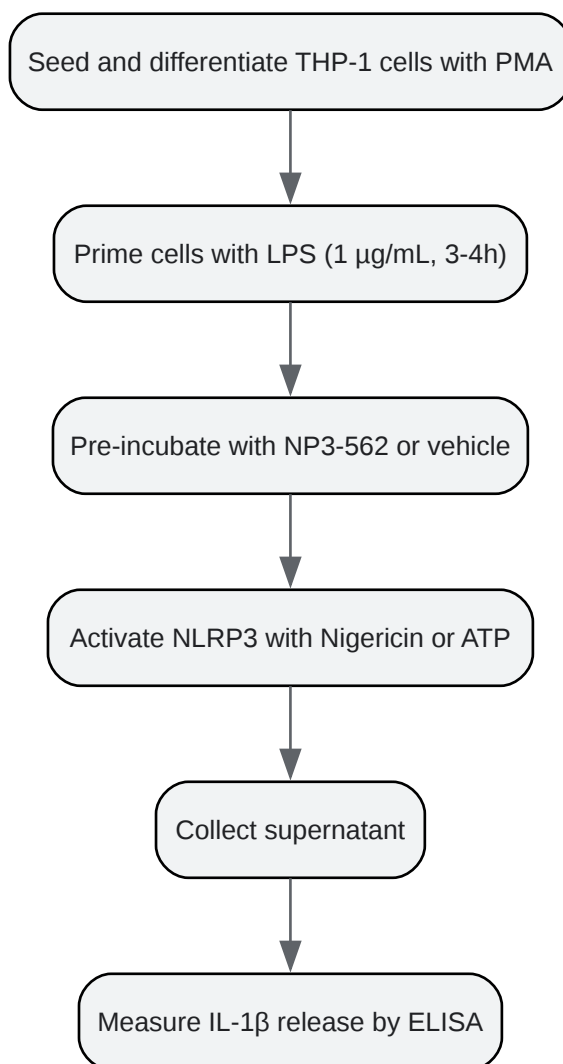 Seed and differentiate THP-1 cells with PMA
Prime cells with LPS (1 µg/mL, 3-4h)
Pre-incubate with NP3-562 or vehicle
Activate NLRP3 with Nigericin or ATP
Collect supernatant
Measure IL-1β release by ELISA